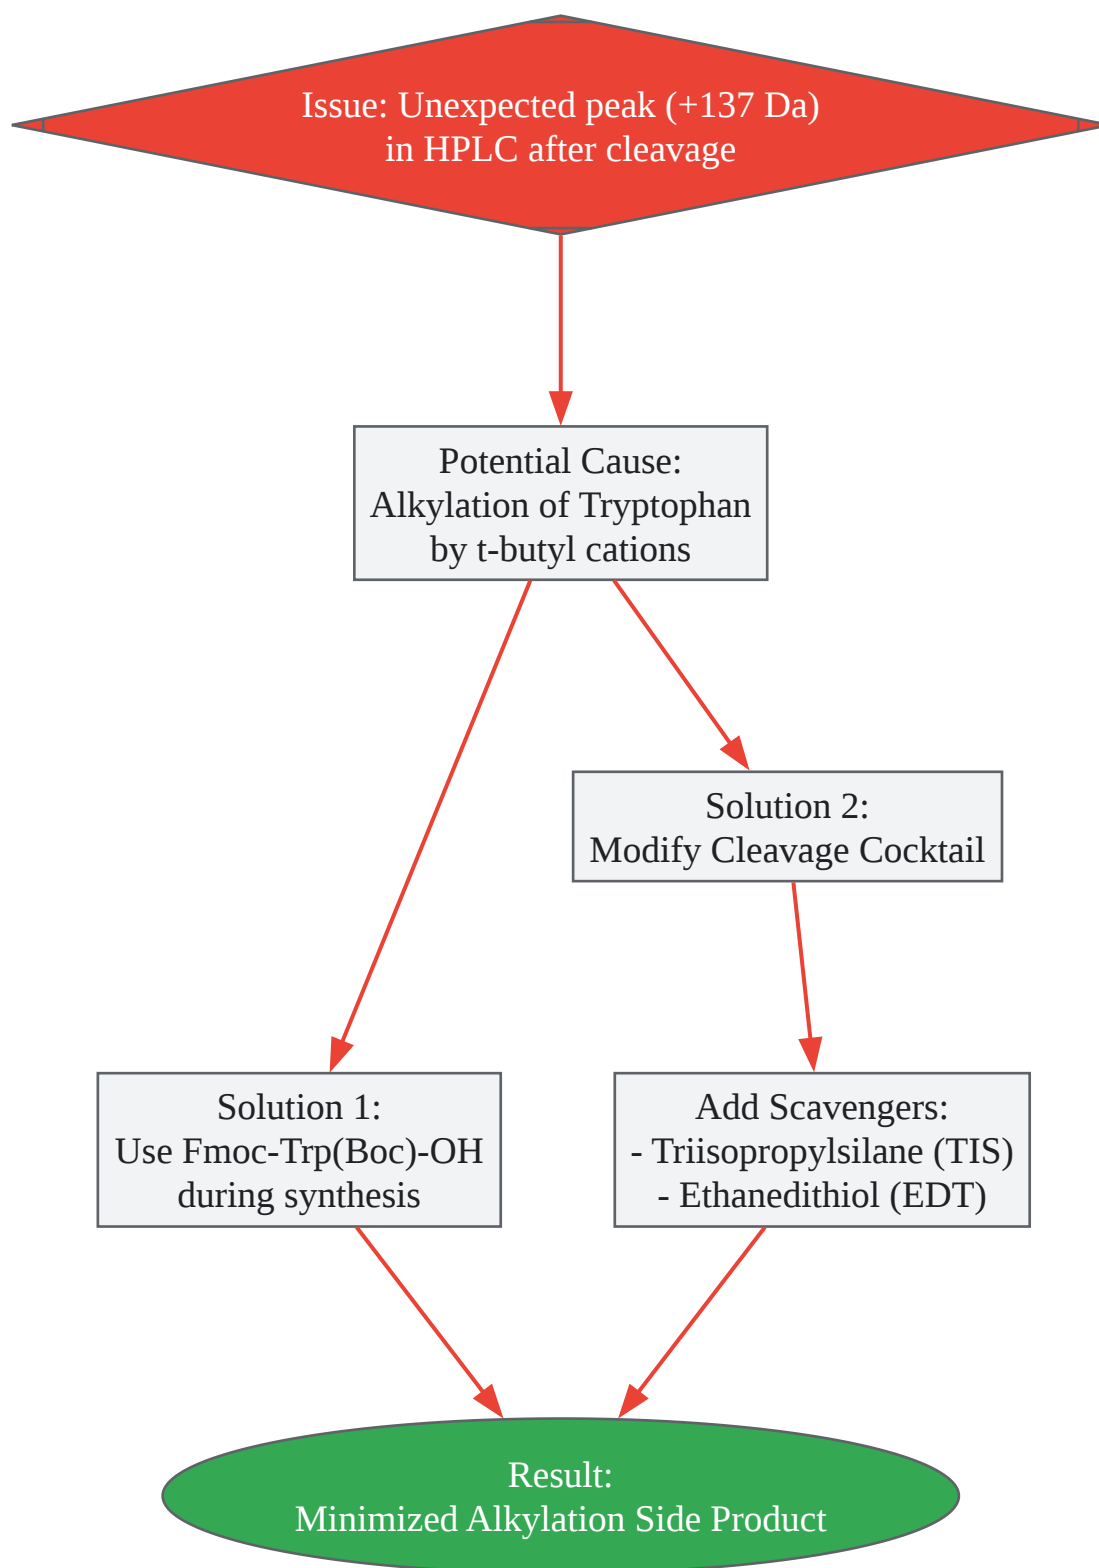 Issue: Unexpected peak (+137 Da)
in HPLC after cleavage
Potential Cause:
Alkylation of Tryptophan
by t-butyl cations
Solution 2:
Modify Cleavage Cocktail
Solution 1:
Use Fmoc-Trp(Boc)-OH
during synthesis
Add Scavengers:
- Triisopropylsilane (TIS)
- Ethanedithiol (EDT)
Result:
Minimized Alkylation Side Product